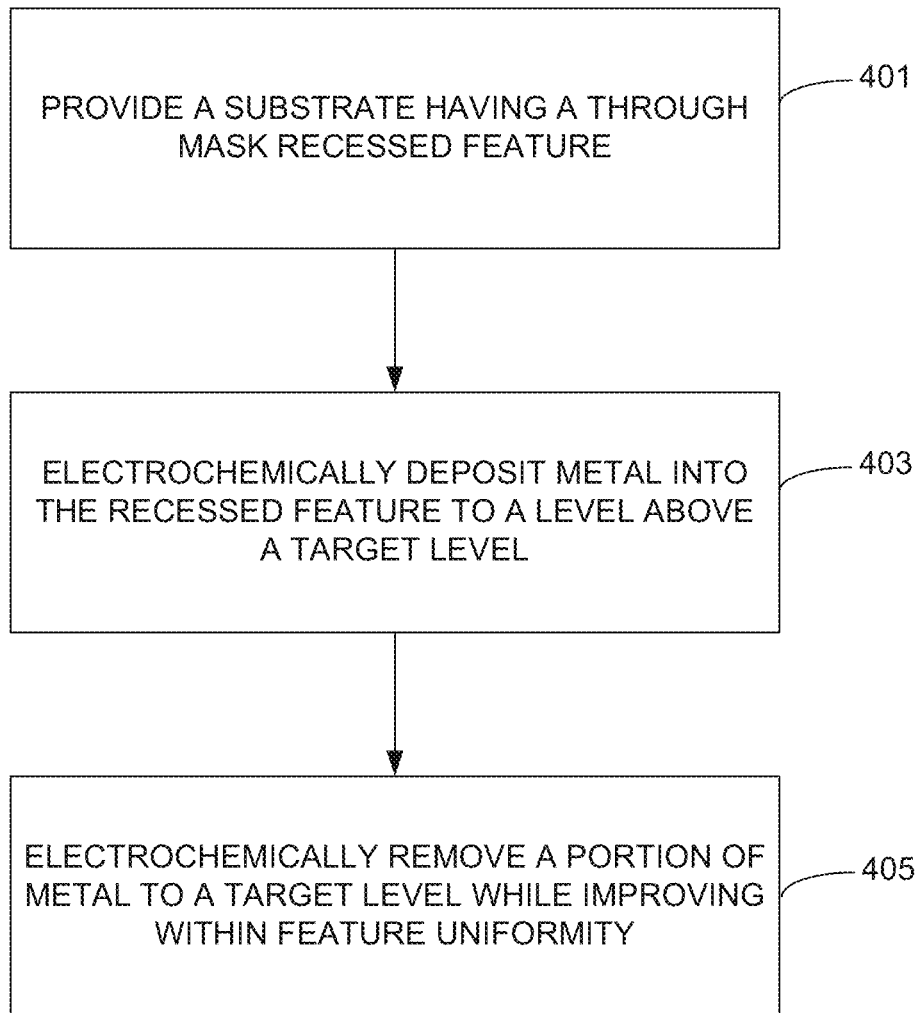 PROVIDE A SUBSTRATE HAVING A THROUGH
MASK RECESSED FEATURE
401
ELECTROCHEMICALLY DEPOSIT METAL INTO
THE RECESSED FEATURE TO A LEVEL ABOVE
A TARGET LEVEL
403
ELECTROCHEMICALLY REMOVE A PORTION OF
METAL TO A TARGET LEVEL WHILE IMPROVING
WITHIN FEATURE UNIFORMITY
405